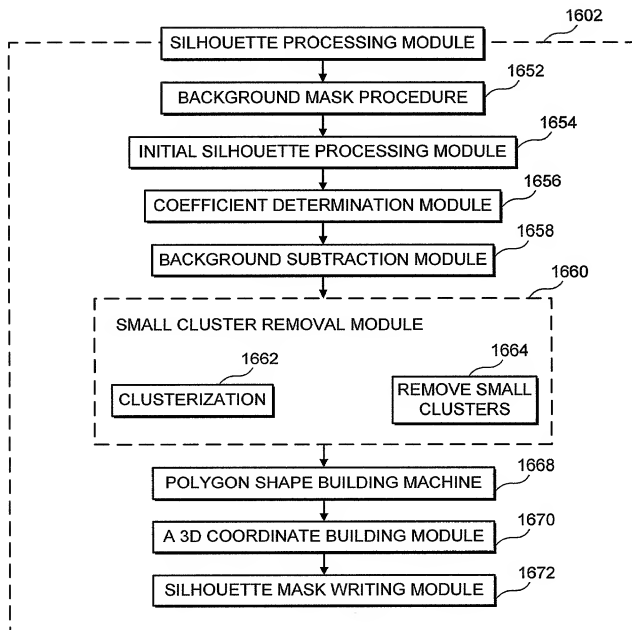 1602
SILHOUETTE PROCESSING MODULE
1652
BACKGROUND MASK PROCEDURE
1654
INITIAL SILHOUETTE PROCESSING MODULE
1656
COEFFICIENT DETERMINATION MODULE
1658
BACKGROUND SUBTRACTION MODULE
1660
SMALL CLUSTER REMOVAL MODULE
1662
CLUSTERIZATION
1664
REMOVE SMALL
CLUSTERS
1668
POLYGON SHAPE BUILDING MACHINE
1670
A 3D COORDINATE BUILDING MODULE
1672
SILHOUETTE MASK WRITING MODULE